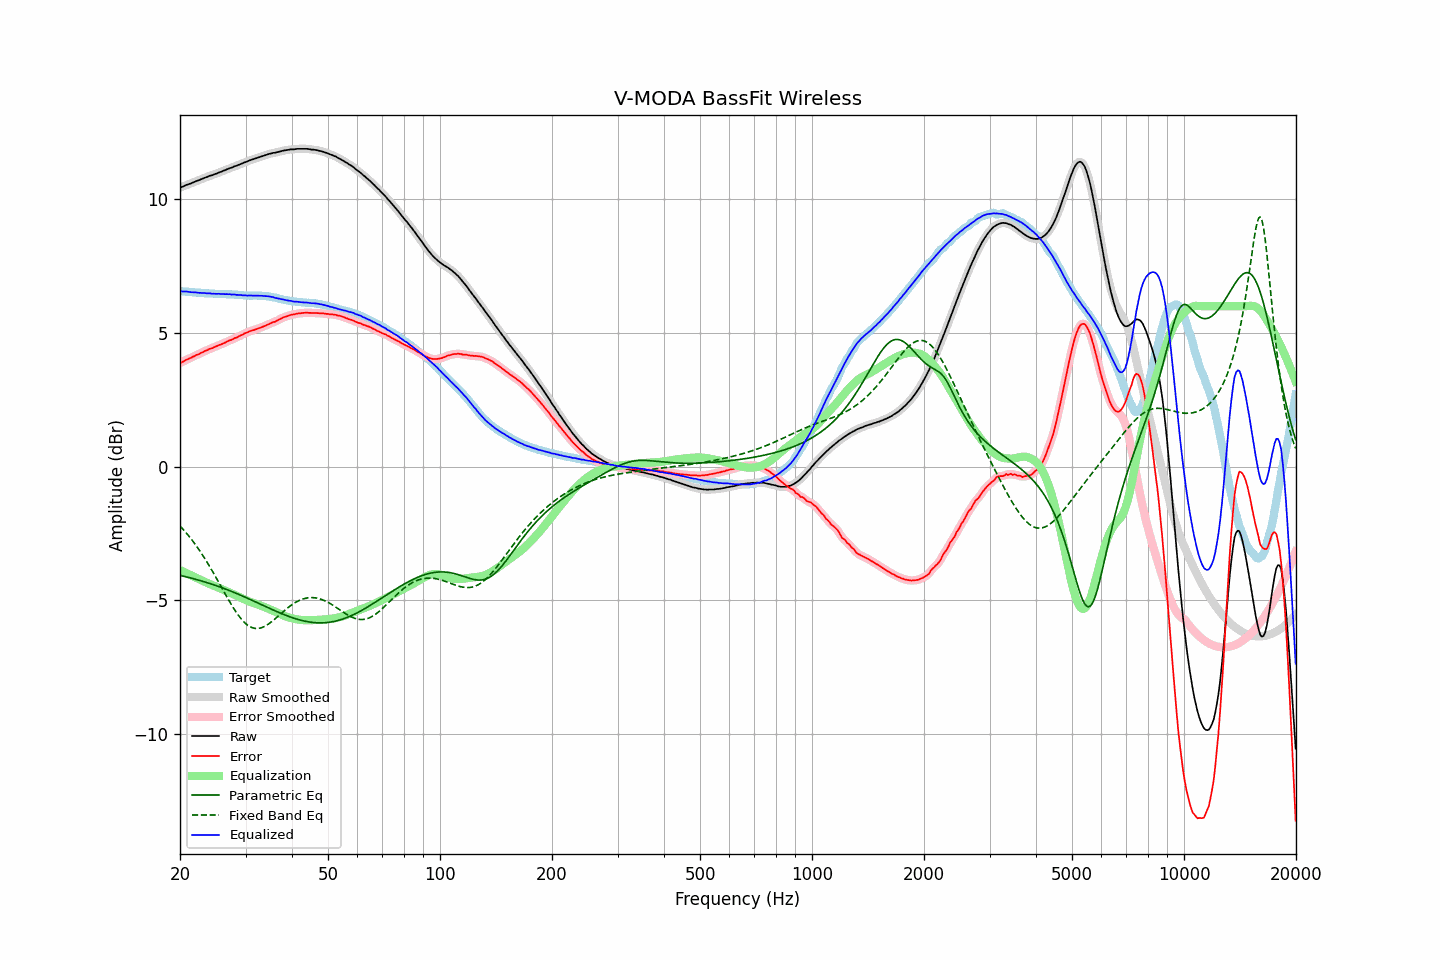 V-MODA BassFit Wireless
Amplitude (dBr)
10
5
0
−5
−10
Target
Raw Smoothed
Error Smoothed
Raw
Error
Equalization
Parametric Eq
Fixed Band Eq
Equalized
20 50 100 200 500 1000 2000 5000 10000 20000
Frequency (Hz)